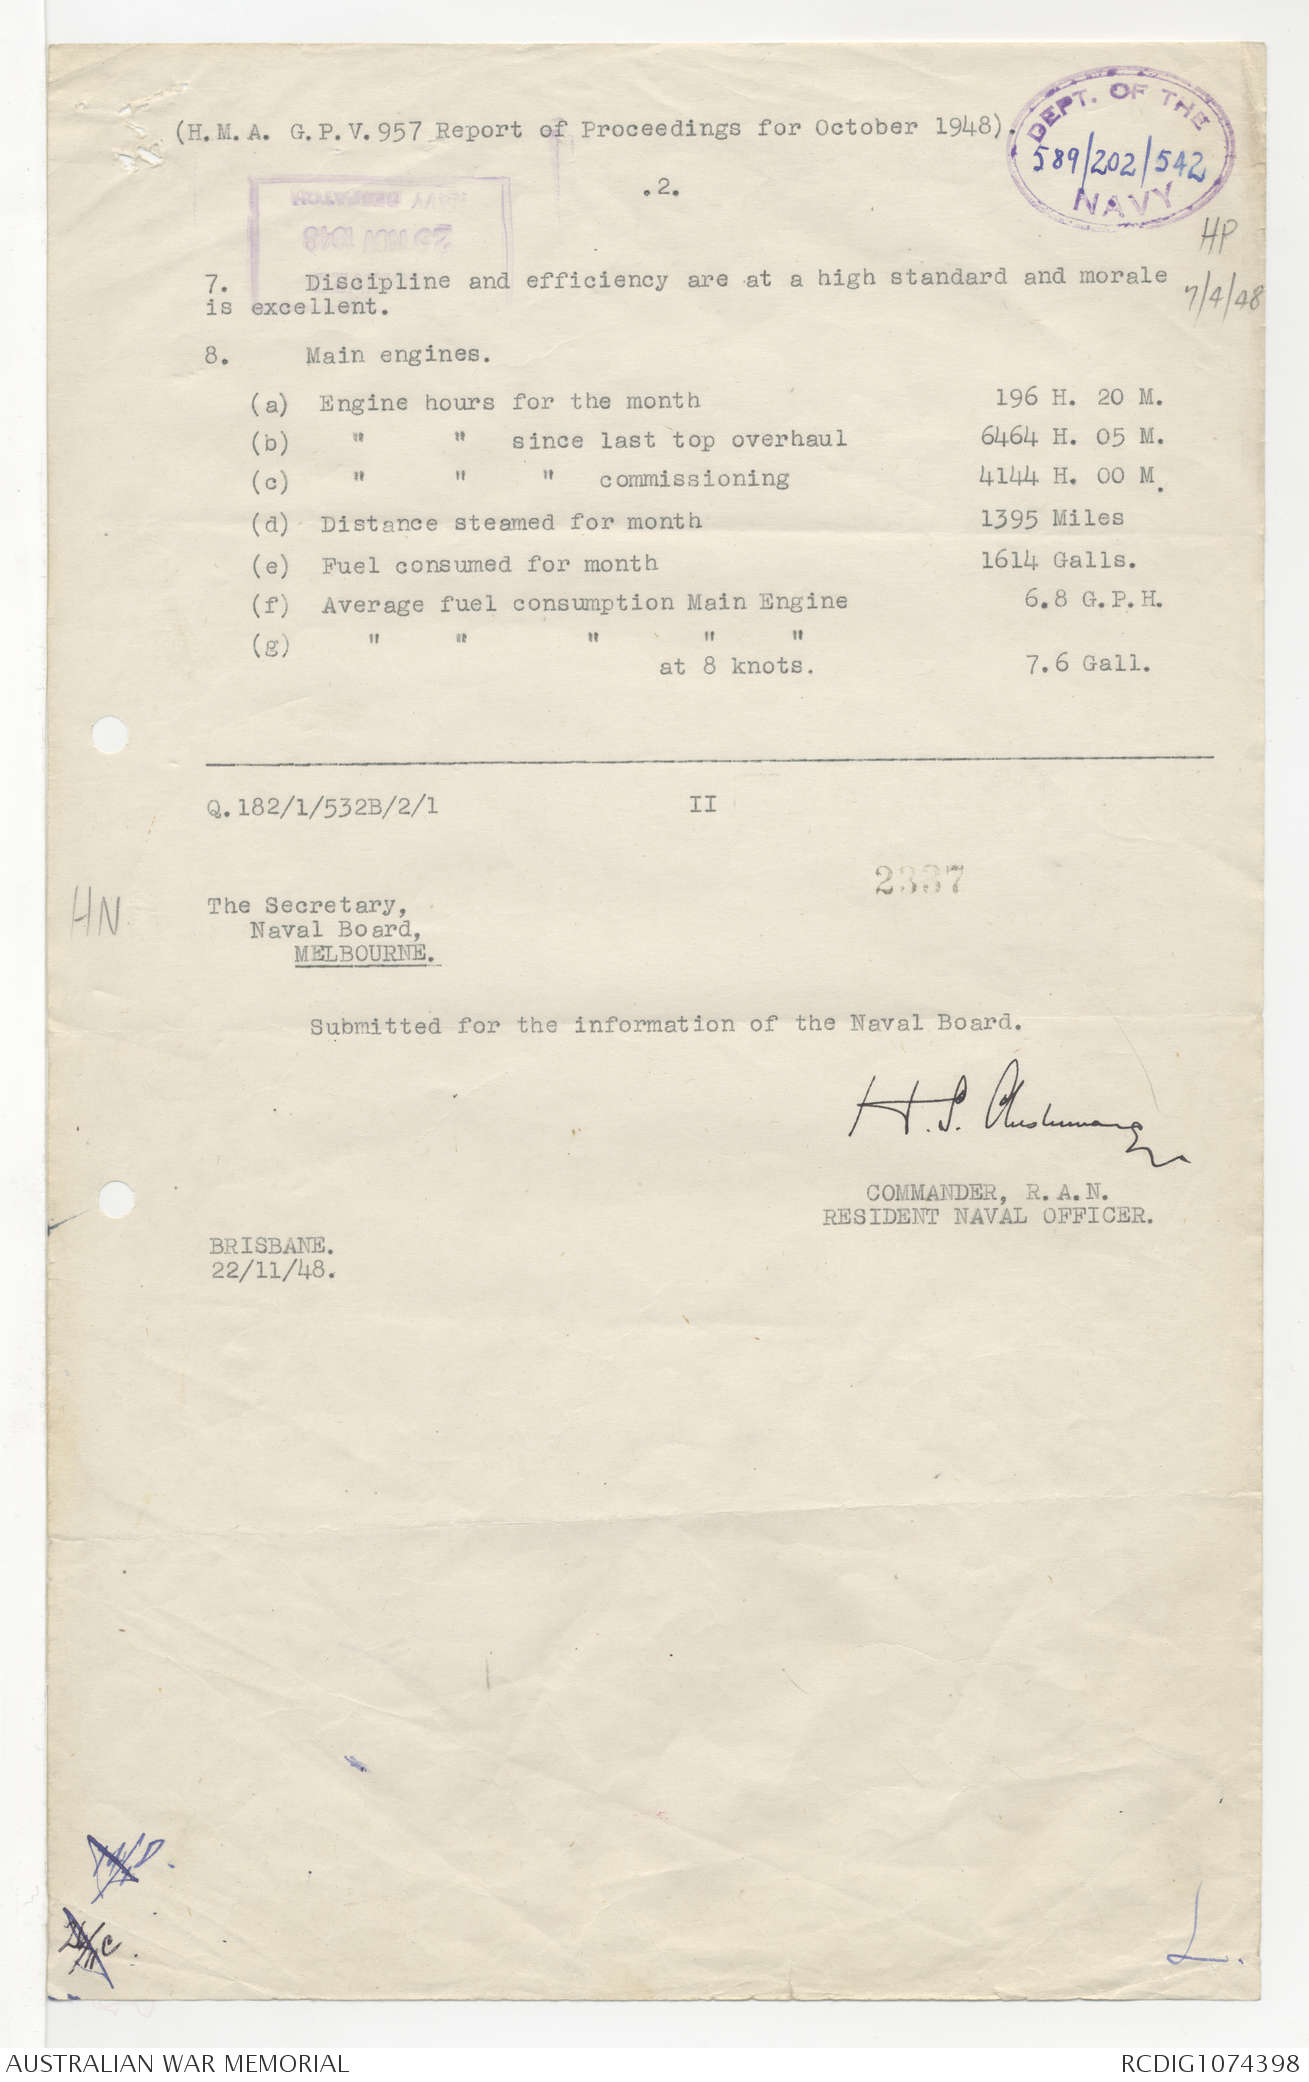 (H.M.A. G.P.V.957 Report of Proceedings for October 1948).
DEPT. OF THE
589/202/542
NAVY
.2.
HP
7/4/48
7. Discipline and efficiency are at a high standard and morale
is excellent.
8. Main engines.
(a) Engine hours for the month 196 H. 20 M.
(b) " " since last top overhaul 6464 H. 05 M.
(c) " " " commissioning 4144 H. 00 M.
(d) Distance steamed for month 1395 Miles
(e) Fuel consumed for month 1614 Galls.
(f) Average fuel consumption Main Engine 6.8 G.P.H.
(g) " " " " "
at 8 knots. 7.6 Gall.
Q.182/1/532B/2/1 II
2337
HN
The Secretary,
Naval Board,
MELBOURNE.
Submitted for the information of the Naval Board.
H. S.
COMMANDER, R.A.N.
RESIDENT NAVAL OFFICER.
BRISBANE.
22/11/48.
L.
AUSTRALIAN WAR MEMORIAL
RCDIG1074398